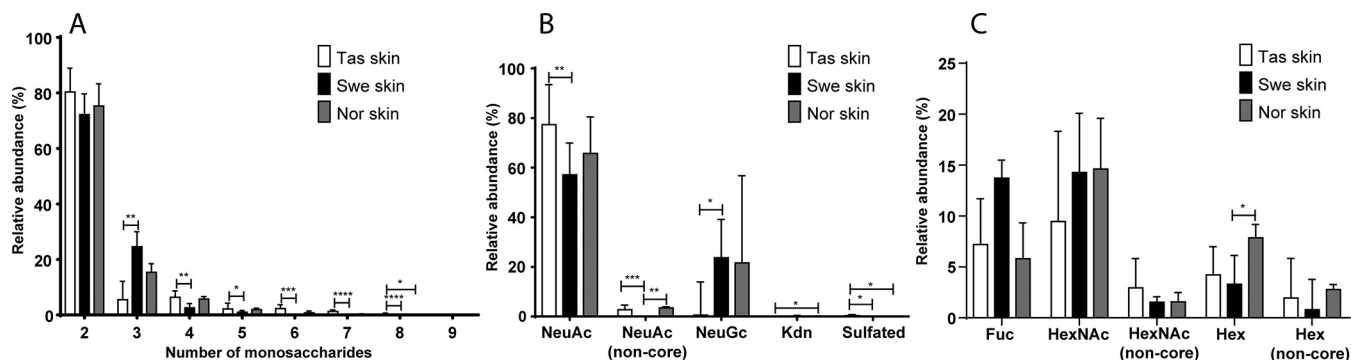 A
Relative abundance (%)
100
80
60
40
20
0
Tas skin
Swe skin
Nor skin
**
**
*
***
****
****
*
2 3 4 5 6 7 8 9
Number of monosaccharides
B
Relative abundance (%)
100
80
60
40
20
0
Tas skin
Swe skin
Nor skin
**
***
**
*
*
*
*
NeuAc NeuAc NeuGc Kdn Sulfated
(non-core)
C
Relative abundance (%)
25
20
15
10
5
0
Tas skin
Swe skin
Nor skin
*
Fuc HexNAc HexNAc Hex Hex
(non-core) (non-core)